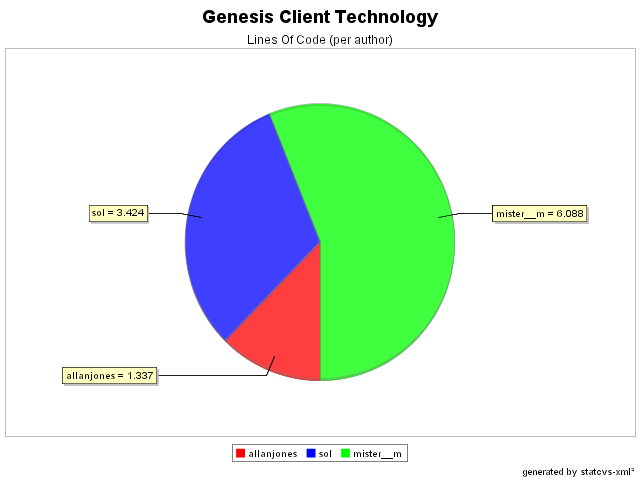 Genesis Client Technology
Lines Of Code (per author)
sol = 3.424
mister__m = 6.088
allanjones = 1.337
allanjones sol mister__m
generated by statcvs-xml²